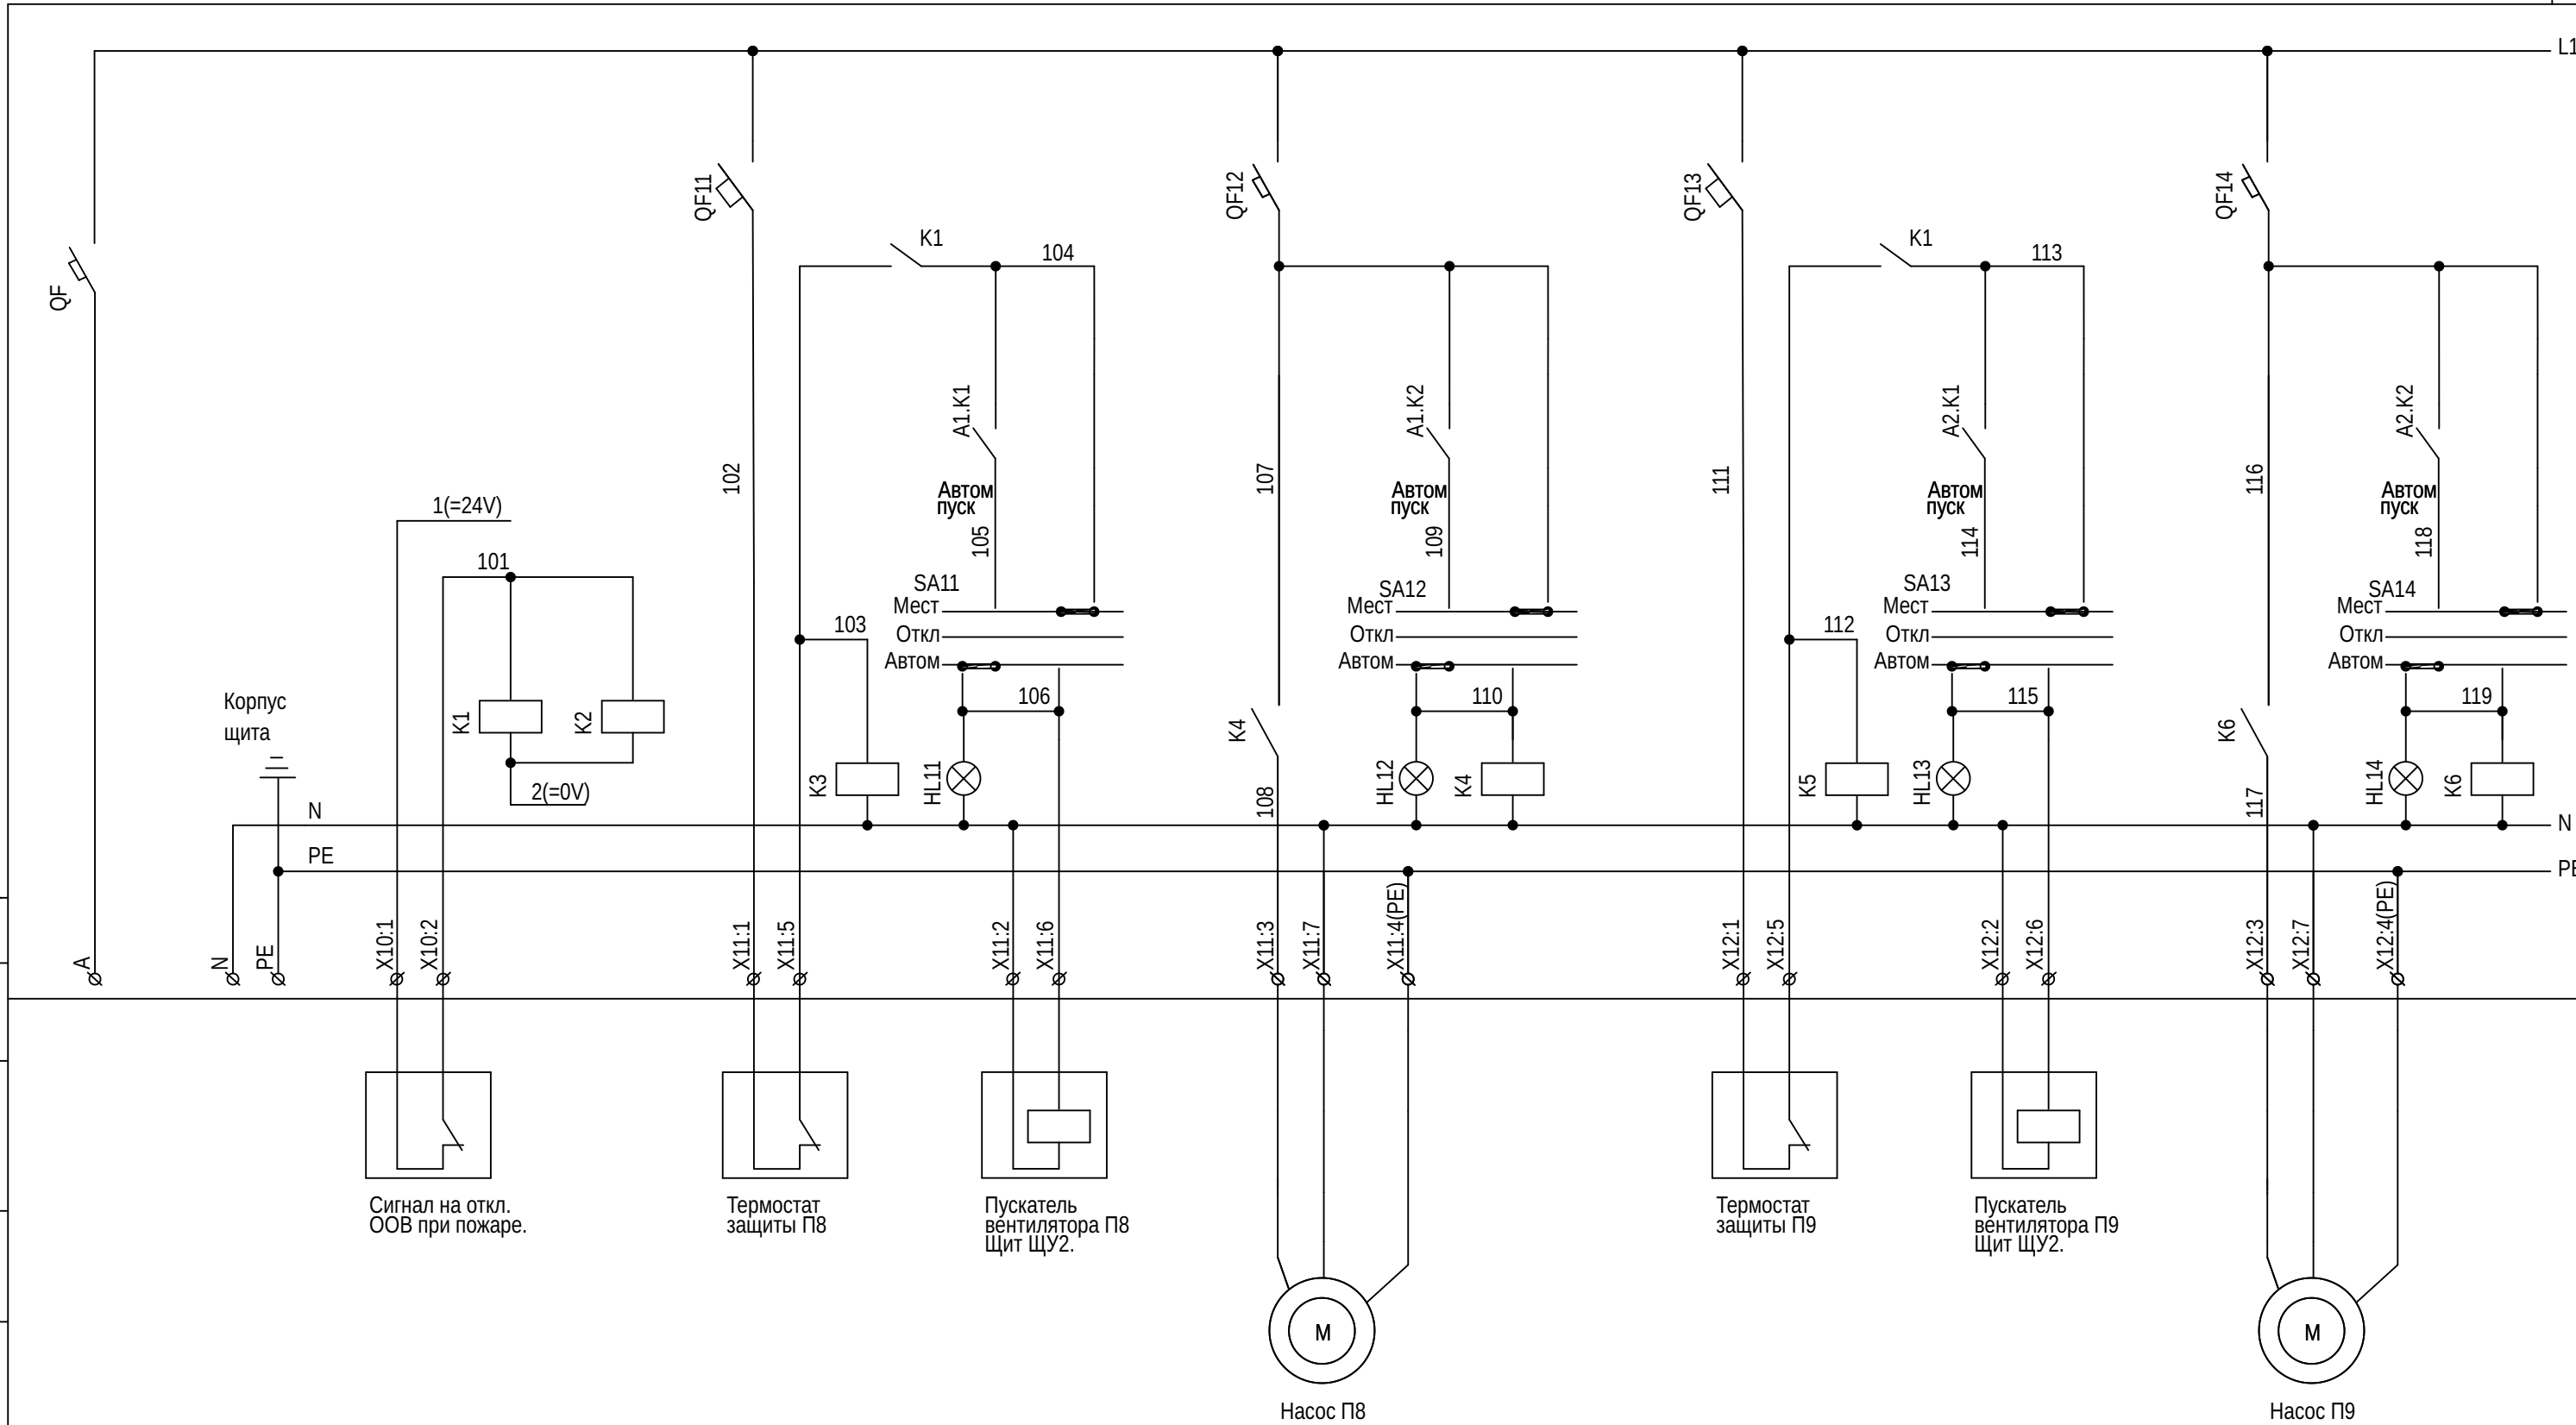 L1
QF11
QF12
QF13
QF14
K1
104
K1
113
QF
A1.K1
A1.K2
A2.K1
A2.K2
102
107
111
116
Автом
пуск
Автом
пуск
Автом
пуск
Автом
пуск
1(=24V)
105
109
114
118
101
SA11
Мест
Откл
Автом
SA12
Мест
Откл
Автом
SA13
Мест
Откл
Автом
SA14
Мест
Откл
Автом
103
112
106
110
115
119
Корпус
щита
K1
K2
K4
K6
K3
HL11
HL12
K4
K5
HL13
HL14
K6
2(=0V)
108
117
N
N
PE
PE
A
N
PE
X10:1
X10:2
X11:1
X11:5
X11:2
X11:6
X11:3
X11:7
X11:4(PE)
X12:1
X12:5
X12:2
X12:6
X12:3
X12:7
X12:4(PE)
Сигнал на откл.
ООВ при пожаре.
Термостат
защиты П8
Пускатель
вентилятора П8
Щит ЩУ2.
Термостат
защиты П9
Пускатель
вентилятора П9
Щит ЩУ2.
M
M
Насос П8
Насос П9